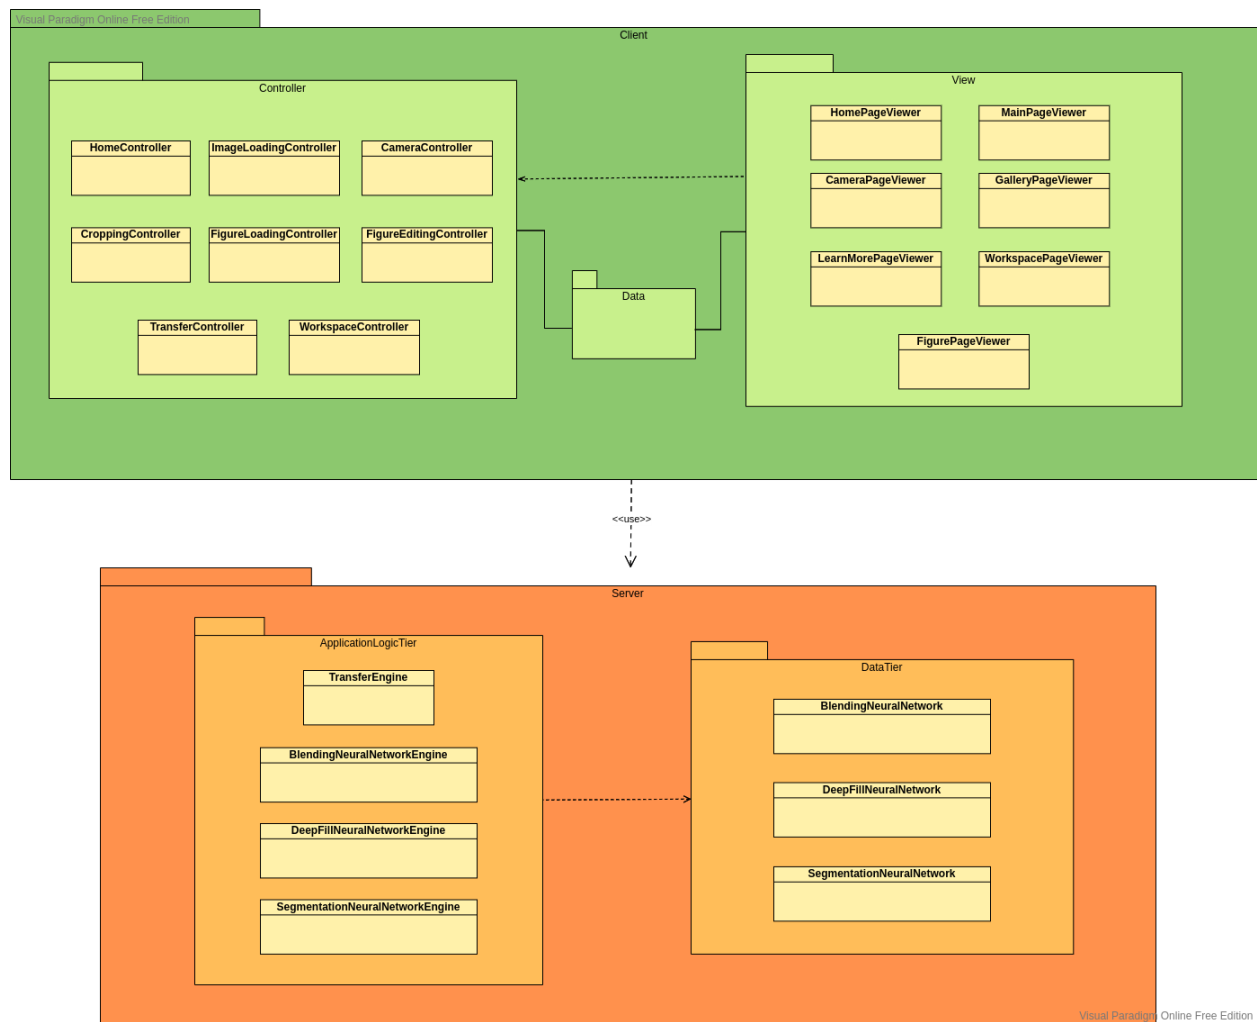 Visual Paradigm Online Free Edition
Client
Controller
HomeController
ImageLoadingController
CameraController
CroppingController
FigureLoadingController
FigureEditingController
TransferController
WorkspaceController
Data
View
HomePageViewer
MainPageViewer
CameraPageViewer
GalleryPageViewer
LearnMorePageViewer
WorkspacePageViewer
FigurePageViewer
<<use>>
Server
ApplicationLogicTier
TransferEngine
BlendingNeuralNetworkEngine
DeepFillNeuralNetworkEngine
SegmentationNeuralNetworkEngine
DataTier
BlendingNeuralNetwork
DeepFillNeuralNetwork
SegmentationNeuralNetwork
Visual Paradigm Online Free Edition